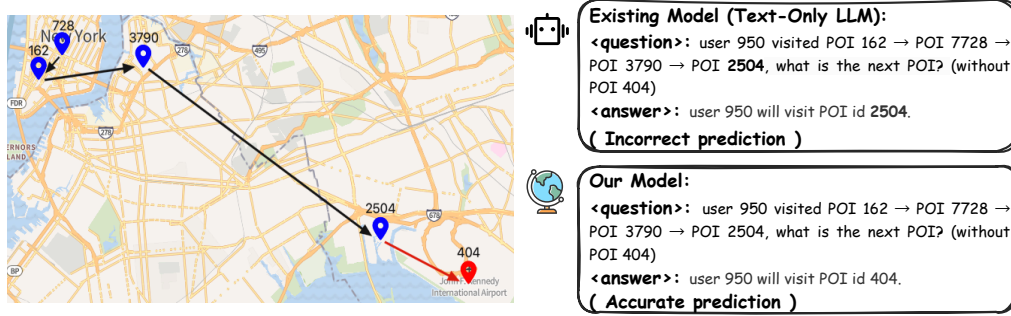 728
New York
162
3790
278
495
FDR
278
ERNORS
LAND
2504
678
404
BP
John F. Kennedy
International Airport
Existing Model (Text-Only LLM):
<question>: user 950 visited POI 162 → POI 7728 →
POI 3790 → POI 2504, what is the next POI? (without
POI 404)
<answer>: user 950 will visit POI id 2504.
( Incorrect prediction )
Our Model:
<question>: user 950 visited POI 162 → POI 7728 →
POI 3790 → POI 2504, what is the next POI? (without
POI 404)
<answer>: user 950 will visit POI id 404.
( Accurate prediction )